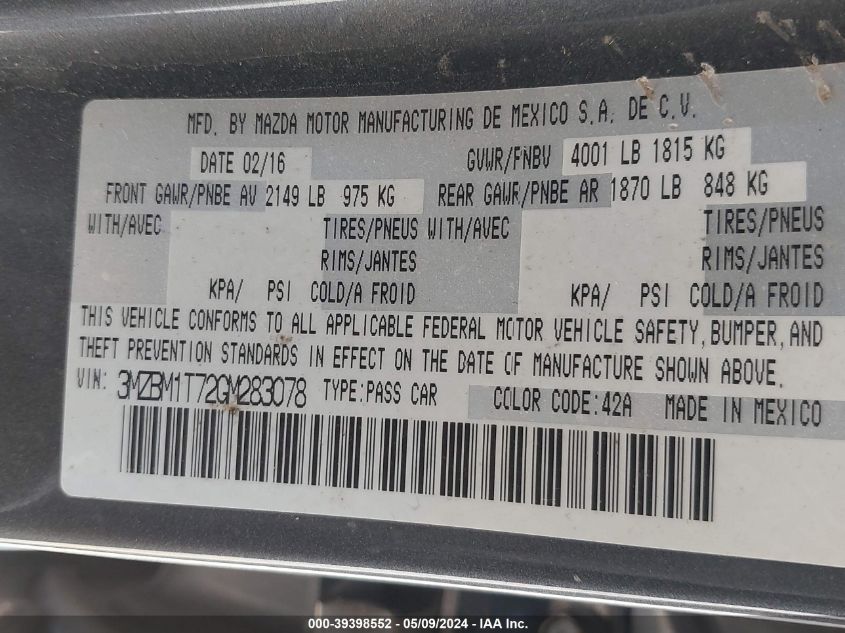 MFD. BY MAZDA MOTOR MANUFACTURING DE MEXICO S.A. DE C.V.
DATE 02/16 GVWR/PNBV 4001 LB 1815 KG
FRONT GAWR/PNBE AV 2149 LB 975 KG REAR GAWR/PNBE AR 1870 LB 848 KG
WITH/AVEC TIRES/PNEUS WITH/AVEC TIRES/PNEUS
RIMS/JANTES RIMS/JANTES
KPA/ PSI COLD/A FROID KPA/ PSI COLD/A FROID
THIS VEHICLE CONFORMS TO ALL APPLICABLE FEDERAL MOTOR VEHICLE SAFETY, BUMPER, AND
THEFT PREVENTION STANDARDS IN EFFECT ON THE DATE OF MANUFACTURE SHOWN ABOVE.
VIN: 3MZBM1T72GM283078 TYPE:PASS CAR COLOR CODE:42A MADE IN MEXICO
000-39398552 - 05/09/2024 - IAA, Inc.